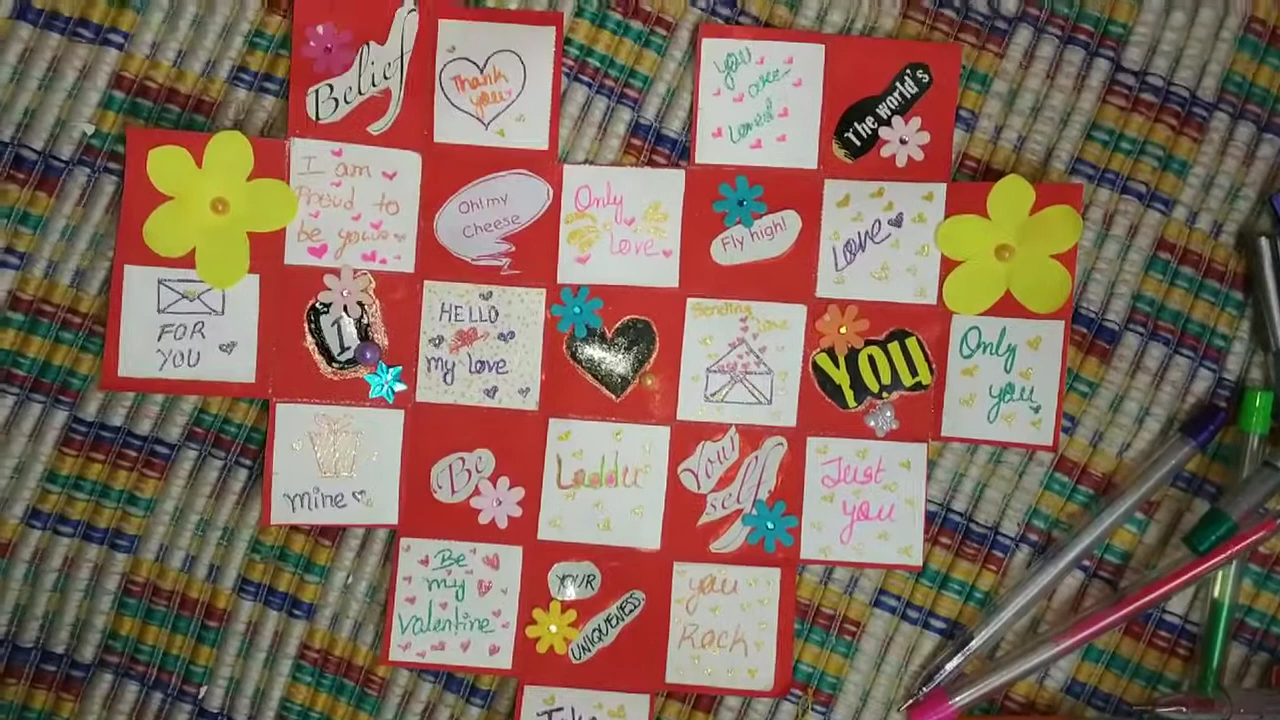 Belief
Thank
you
You
are
loved
The world's
I am
Proud to
be yours
Oh! my
Cheese
Only
Love
Fly high!
Love
FOR
YOU
1
HELLO
my love
Sending
love
YOU
Only
you
mine
Be
Laddu
Your
self
Just
you
Be
my
Valentine
YOUR
UNIQUENESS
you
Rock